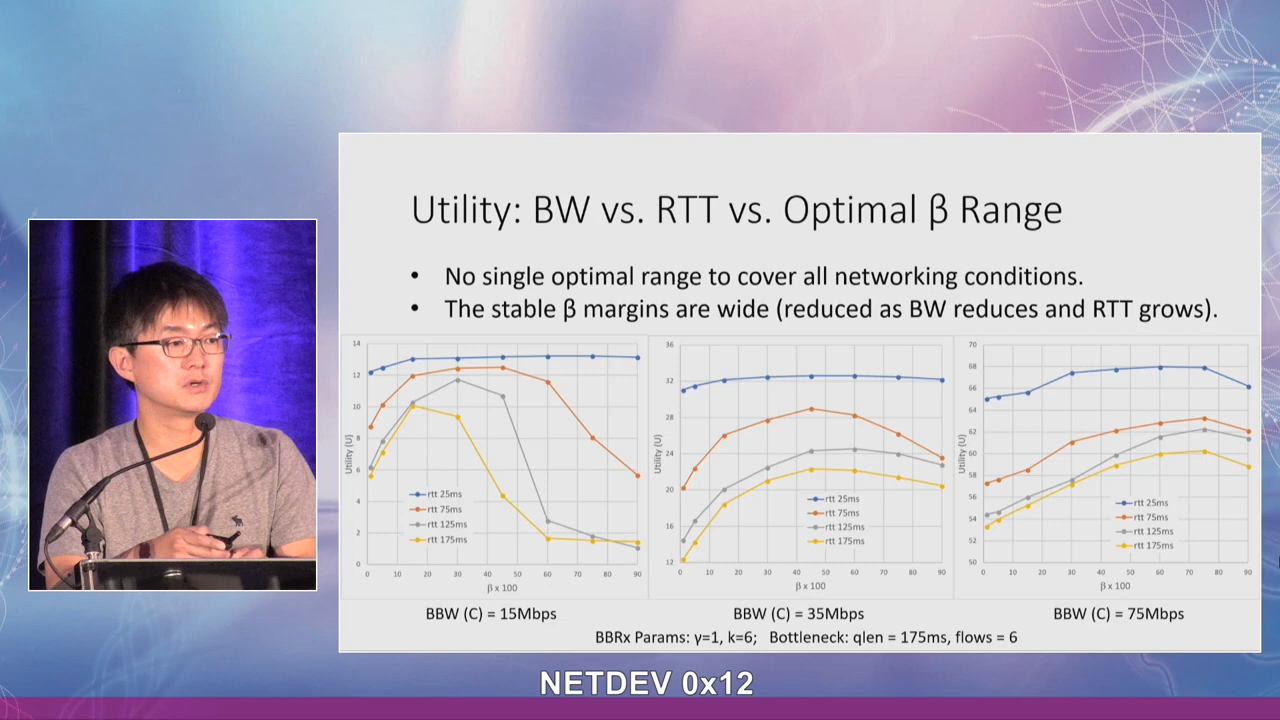 Utility: BW vs. RTT vs. Optimal β Range
• No single optimal range to cover all networking conditions.
• The stable β margins are wide (reduced as BW reduces and RTT grows).
14
12
10
8
6
4
2
0
Utility (U)
rtt 25ms
rtt 75ms
rtt 125ms
rtt 175ms
0 10 20 30 40 50 60 70 80 90
β x 100
36
32
28
24
20
16
12
Utility (U)
rtt 25ms
rtt 75ms
rtt 125ms
rtt 175ms
0 10 20 30 40 50 60 70 80 90
β x 100
70
68
66
64
62
60
58
56
54
52
50
Utility (U)
rtt 25ms
rtt 75ms
rtt 125ms
rtt 175ms
0 10 20 30 40 50 60 70 80 90
β x 100
BBW (C) = 15Mbps BBW (C) = 35Mbps BBW (C) = 75Mbps
BBRx Params: γ=1, k=6; Bottleneck: qlen = 175ms, flows = 6
NETDEV 0x12